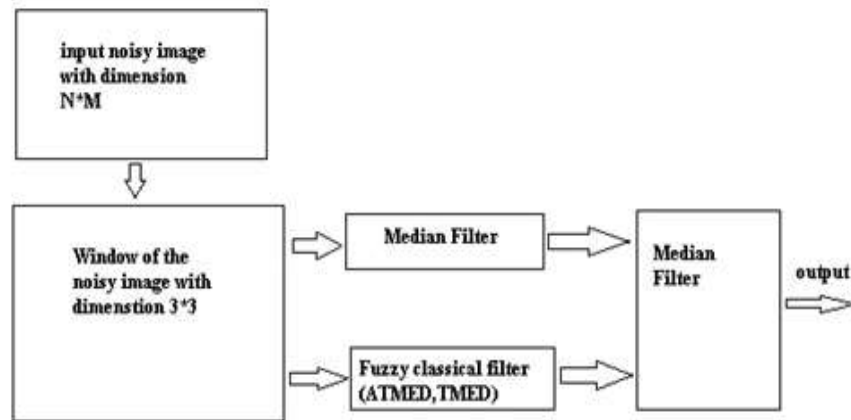 input noisy image
with dimension
N*M
Window of the
noisy image with
dimenstion 3*3
Median Filter
Fuzzy classical filter
(ATMED,TMED)
Median
Filter
output